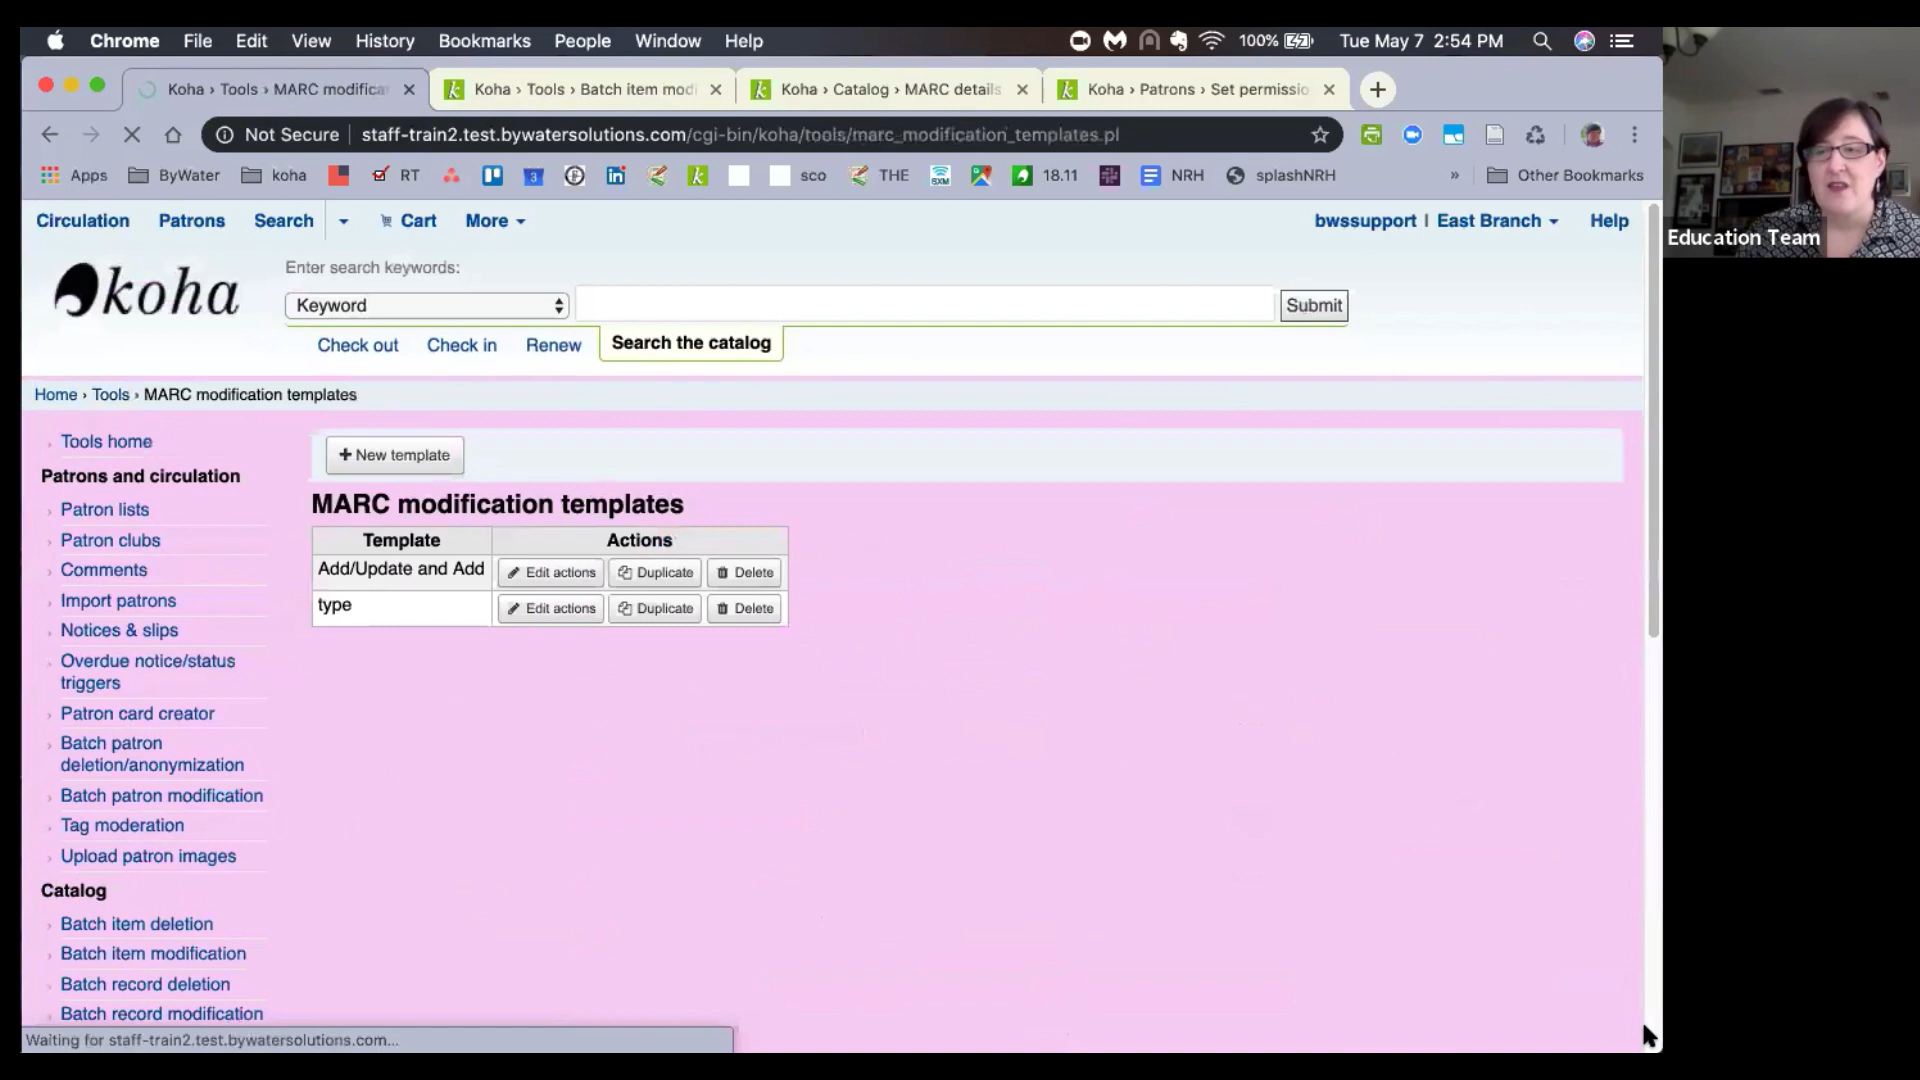 Chrome File Edit View History Bookmarks People Window Help 100% Tue May 7 2:54 PM
Koha › Tools › MARC modifica Koha › Tools › Batch item mod Koha › Catalog › MARC details Koha › Patrons › Set permissio
Not Secure staff-train2.test.bywatersolutions.com/cgi-bin/koha/tools/marc_modification_templates.pl
Apps ByWater koha RT 3 sco THE 18.11 NRH splashNRH » Other Bookmarks
Circulation Patrons Search Cart More bwssupport | East Branch Help
Education Team
koha
Enter search keywords:
Keyword Submit
Check out Check in Renew Search the catalog
Home › Tools › MARC modification templates
Tools home
Patrons and circulation
Patron lists
Patron clubs
Comments
Import patrons
Notices & slips
Overdue notice/status
triggers
Patron card creator
Batch patron
deletion/anonymization
Batch patron modification
Tag moderation
Upload patron images
Catalog
Batch item deletion
Batch item modification
Batch record deletion
Batch record modification
+ New template
MARC modification templates
Template Actions
Add/Update and Add Edit actions Duplicate Delete
type Edit actions Duplicate Delete
Waiting for staff-train2.test.bywatersolutions.com...